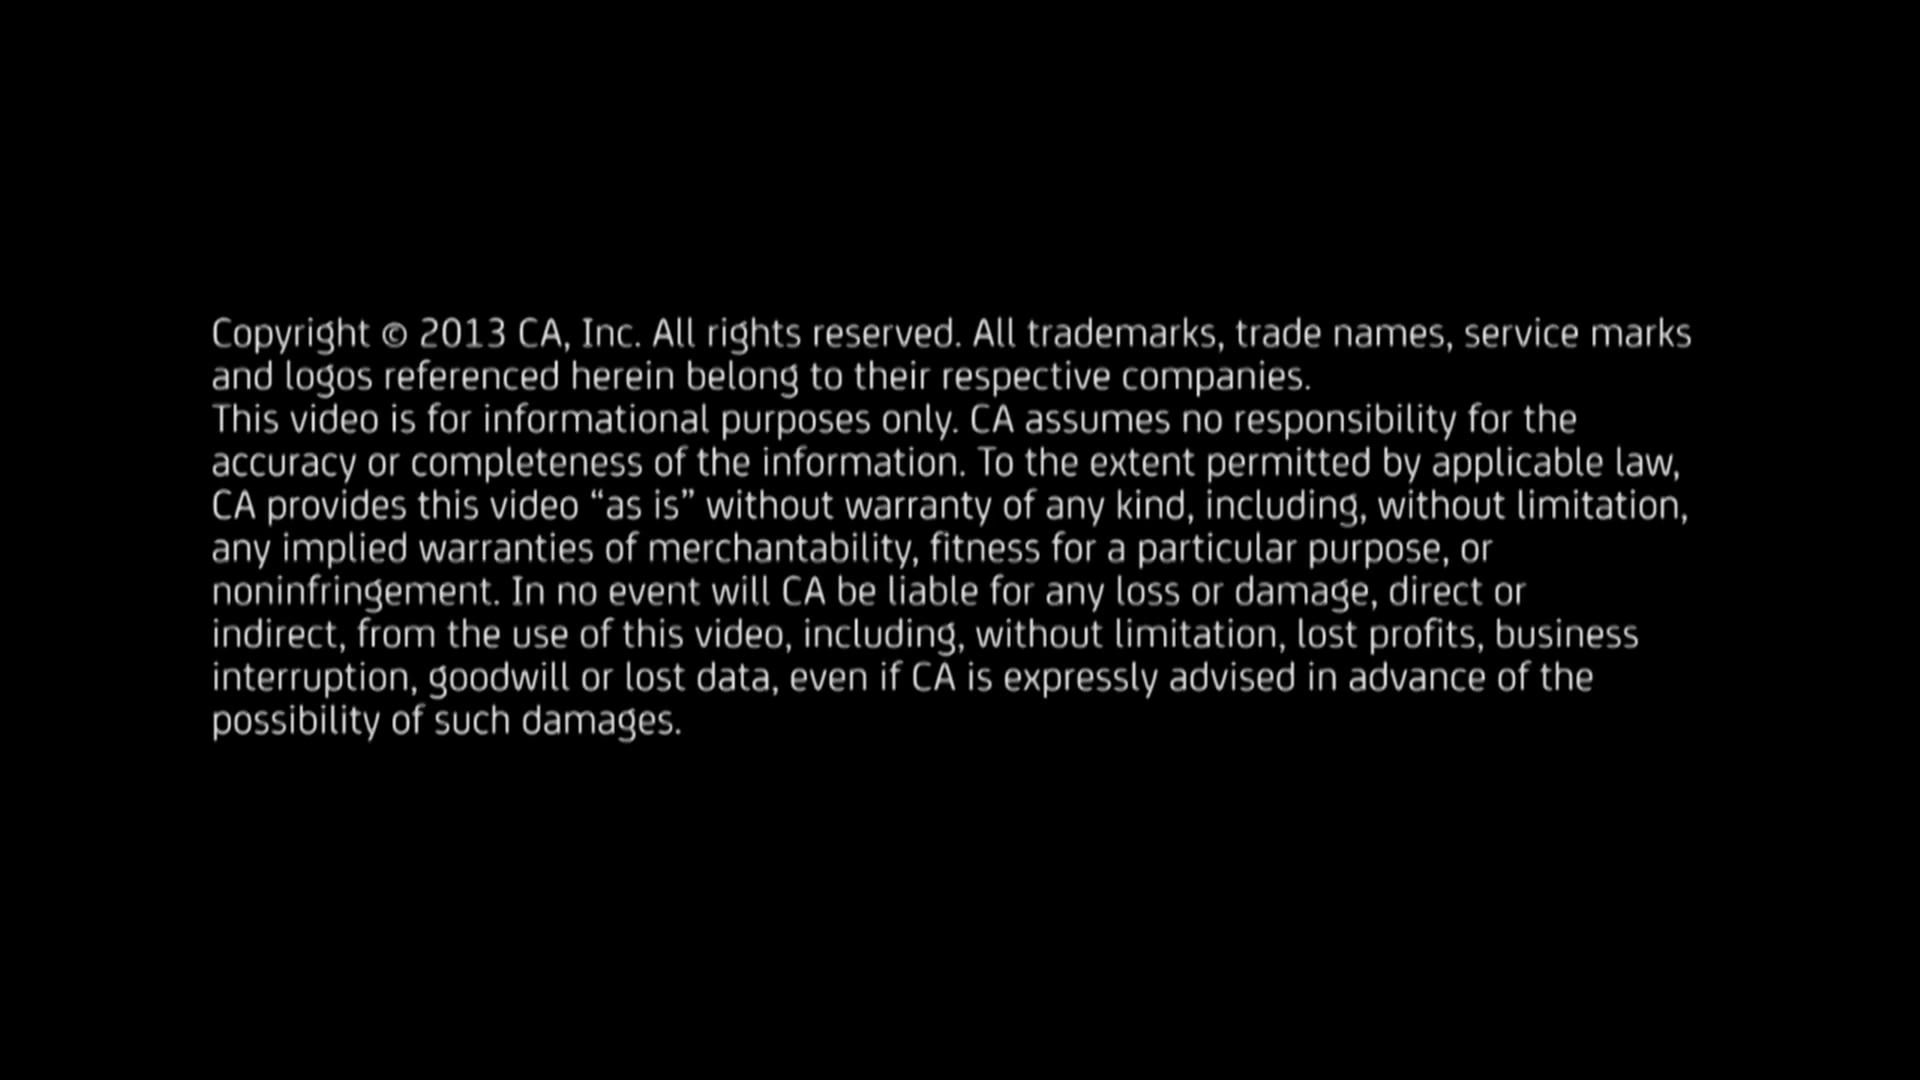 Copyright © 2013 CA, Inc. All rights reserved. All trademarks, trade names, service marks
and logos referenced herein belong to their respective companies.
This video is for informational purposes only. CA assumes no responsibility for the
accuracy or completeness of the information. To the extent permitted by applicable law,
CA provides this video “as is” without warranty of any kind, including, without limitation,
any implied warranties of merchantability, fitness for a particular purpose, or
noninfringement. In no event will CA be liable for any loss or damage, direct or
indirect, from the use of this video, including, without limitation, lost profits, business
interruption, goodwill or lost data, even if CA is expressly advised in advance of the
possibility of such damages.